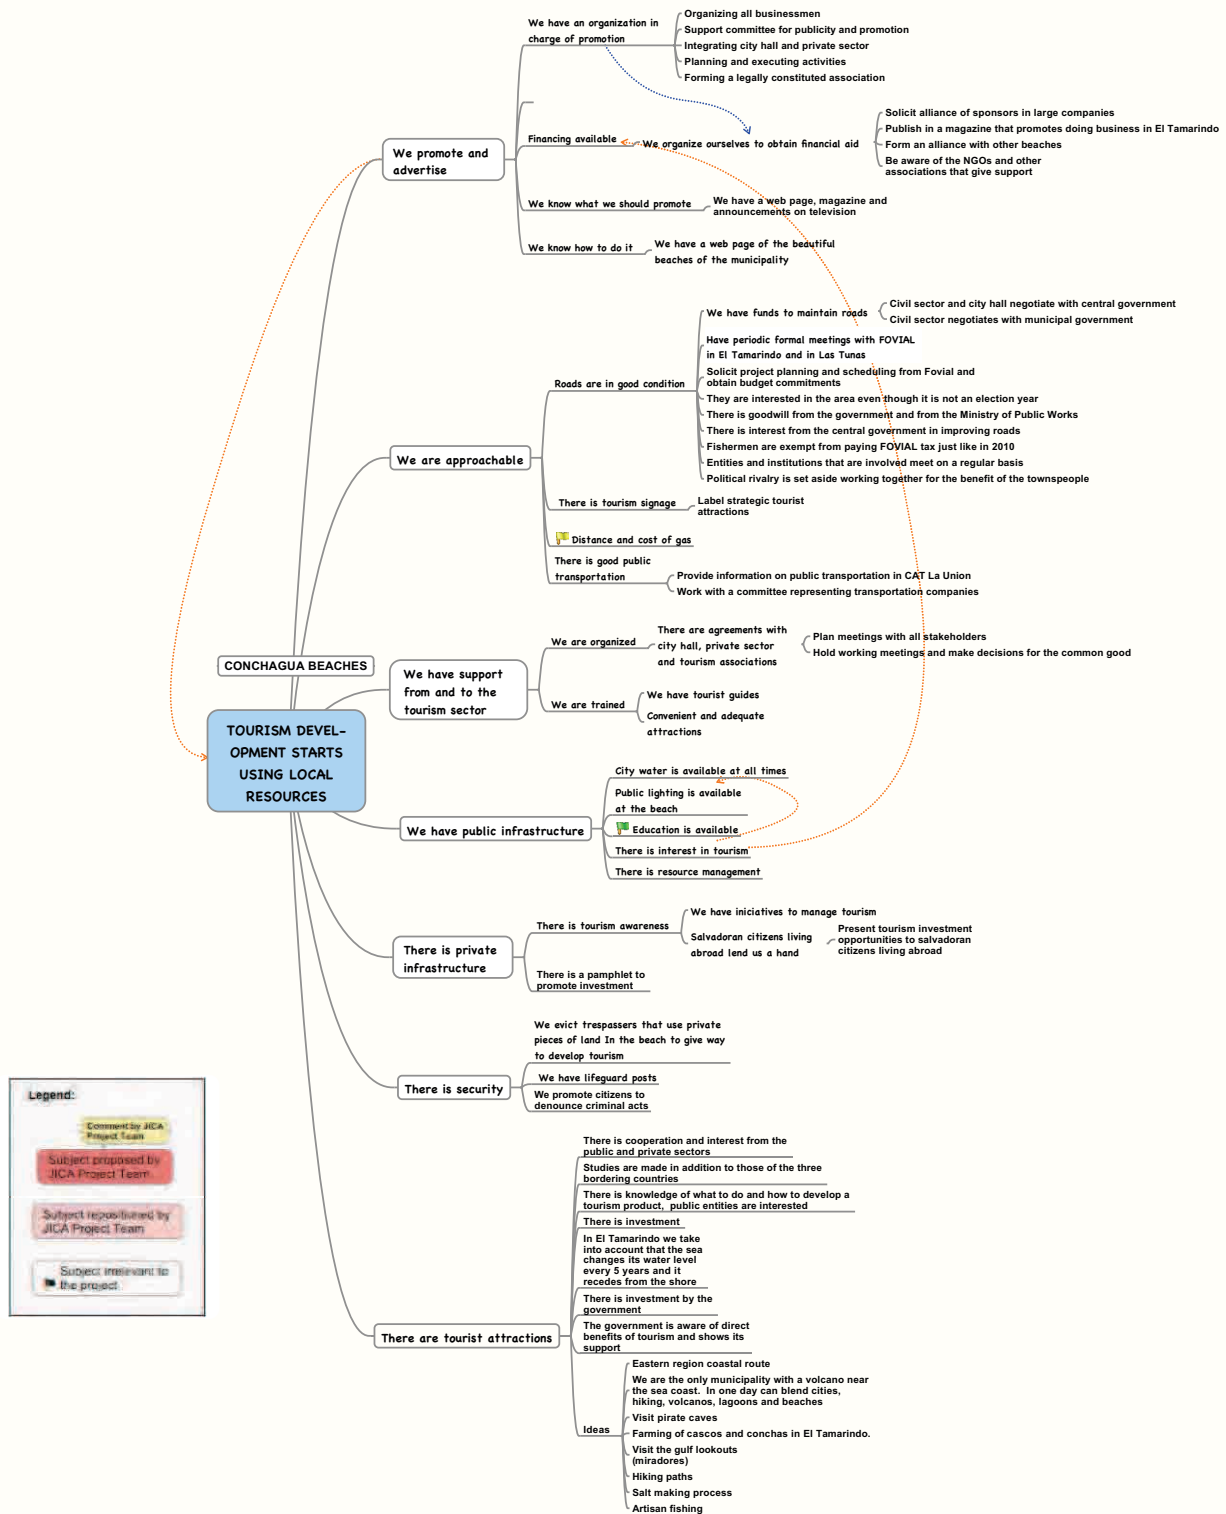 We have an organization in
charge of promotion
Organizing all businessmen
Support committee for publicity and promotion
Integrating city hall and private sector
Planning and executing activities
Forming a legally constituted association
We promote and
advertise
Financing available
We organize ourselves to obtain financial aid
Solicit alliance of sponsors in large companies
Publish in a magazine that promotes doing business in El Tamarindo
Form an alliance with other beaches
Be aware of the NGOs and other
associations that give support
We know what we should promote
We have a web page, magazine and
announcements on television
We know how to do it
We have a web page of the beautiful
beaches of the municipality
We are approachable
Roads are in good condition
We have funds to maintain roads
Civil sector and city hall negotiate with central government
Civil sector negotiates with municipal government
Have periodic formal meetings with FOVIAL
in El Tamarindo and in Las Tunas
Solicit project planning and scheduling from Fovial and
obtain budget commitments
They are interested in the area even though it is not an election year
There is goodwill from the government and from the Ministry of Public Works
There is interest from the central government in improving roads
Fishermen are exempt from paying FOVIAL tax just like in 2010
Entities and institutions that are involved meet on a regular basis
Political rivalry is set aside working together for the benefit of the townspeople
There is tourism signage
Label strategic tourist
attractions
Distance and cost of gas
There is good public
transportation
Provide information on public transportation in CAT La Union
Work with a committee representing transportation companies
CONCHAGUA BEACHES
TOURISM DEVEL-
OPMENT STARTS
USING LOCAL
RESOURCES
We have support
from and to the
tourism sector
We are organized
There are agreements with
city hall, private sector
and tourism associations
Plan meetings with all stakeholders
Hold working meetings and make decisions for the common good
We are trained
We have tourist guides
Convenient and adequate
attractions
We have public infrastructure
City water is available at all times
Public lighting is available
at the beach
Education is available
There is interest in tourism
There is resource management
There is private
infrastructure
There is tourism awareness
We have iniciatives to manage tourism
Salvadoran citizens living
abroad lend us a hand
Present tourism investment
opportunities to salvadoran
citizens living abroad
There is a pamphlet to
promote investment
There is security
We evict trespassers that use private
pieces of land In the beach to give way
to develop tourism
We have lifeguard posts
We promote citizens to
denounce criminal acts
There are tourist attractions
There is cooperation and interest from the
public and private sectors
Studies are made in addition to those of the three
bordering countries
There is knowledge of what to do and how to develop a
tourism product, public entities are interested
There is investment
In El Tamarindo we take
into account that the sea
changes its water level
every 5 years and it
recedes from the shore
There is investment by the
government
The government is aware of direct
benefits of tourism and shows its
support
Ideas
Eastern region coastal route
We are the only municipality with a volcano near
the sea coast. In one day can blend cities,
hiking, volcanos, lagoons and beaches
Visit pirate caves
Farming of cascos and conchas in El Tamarindo.
Visit the gulf lookouts
(miradores)
Hiking paths
Salt making process
Artisan fishing
Legend:
Comment by JICA
Project Team
Subject proposed by
JICA Project Team
Subject repositioned by
JICA Project Team
Subject irrelevant to
the project